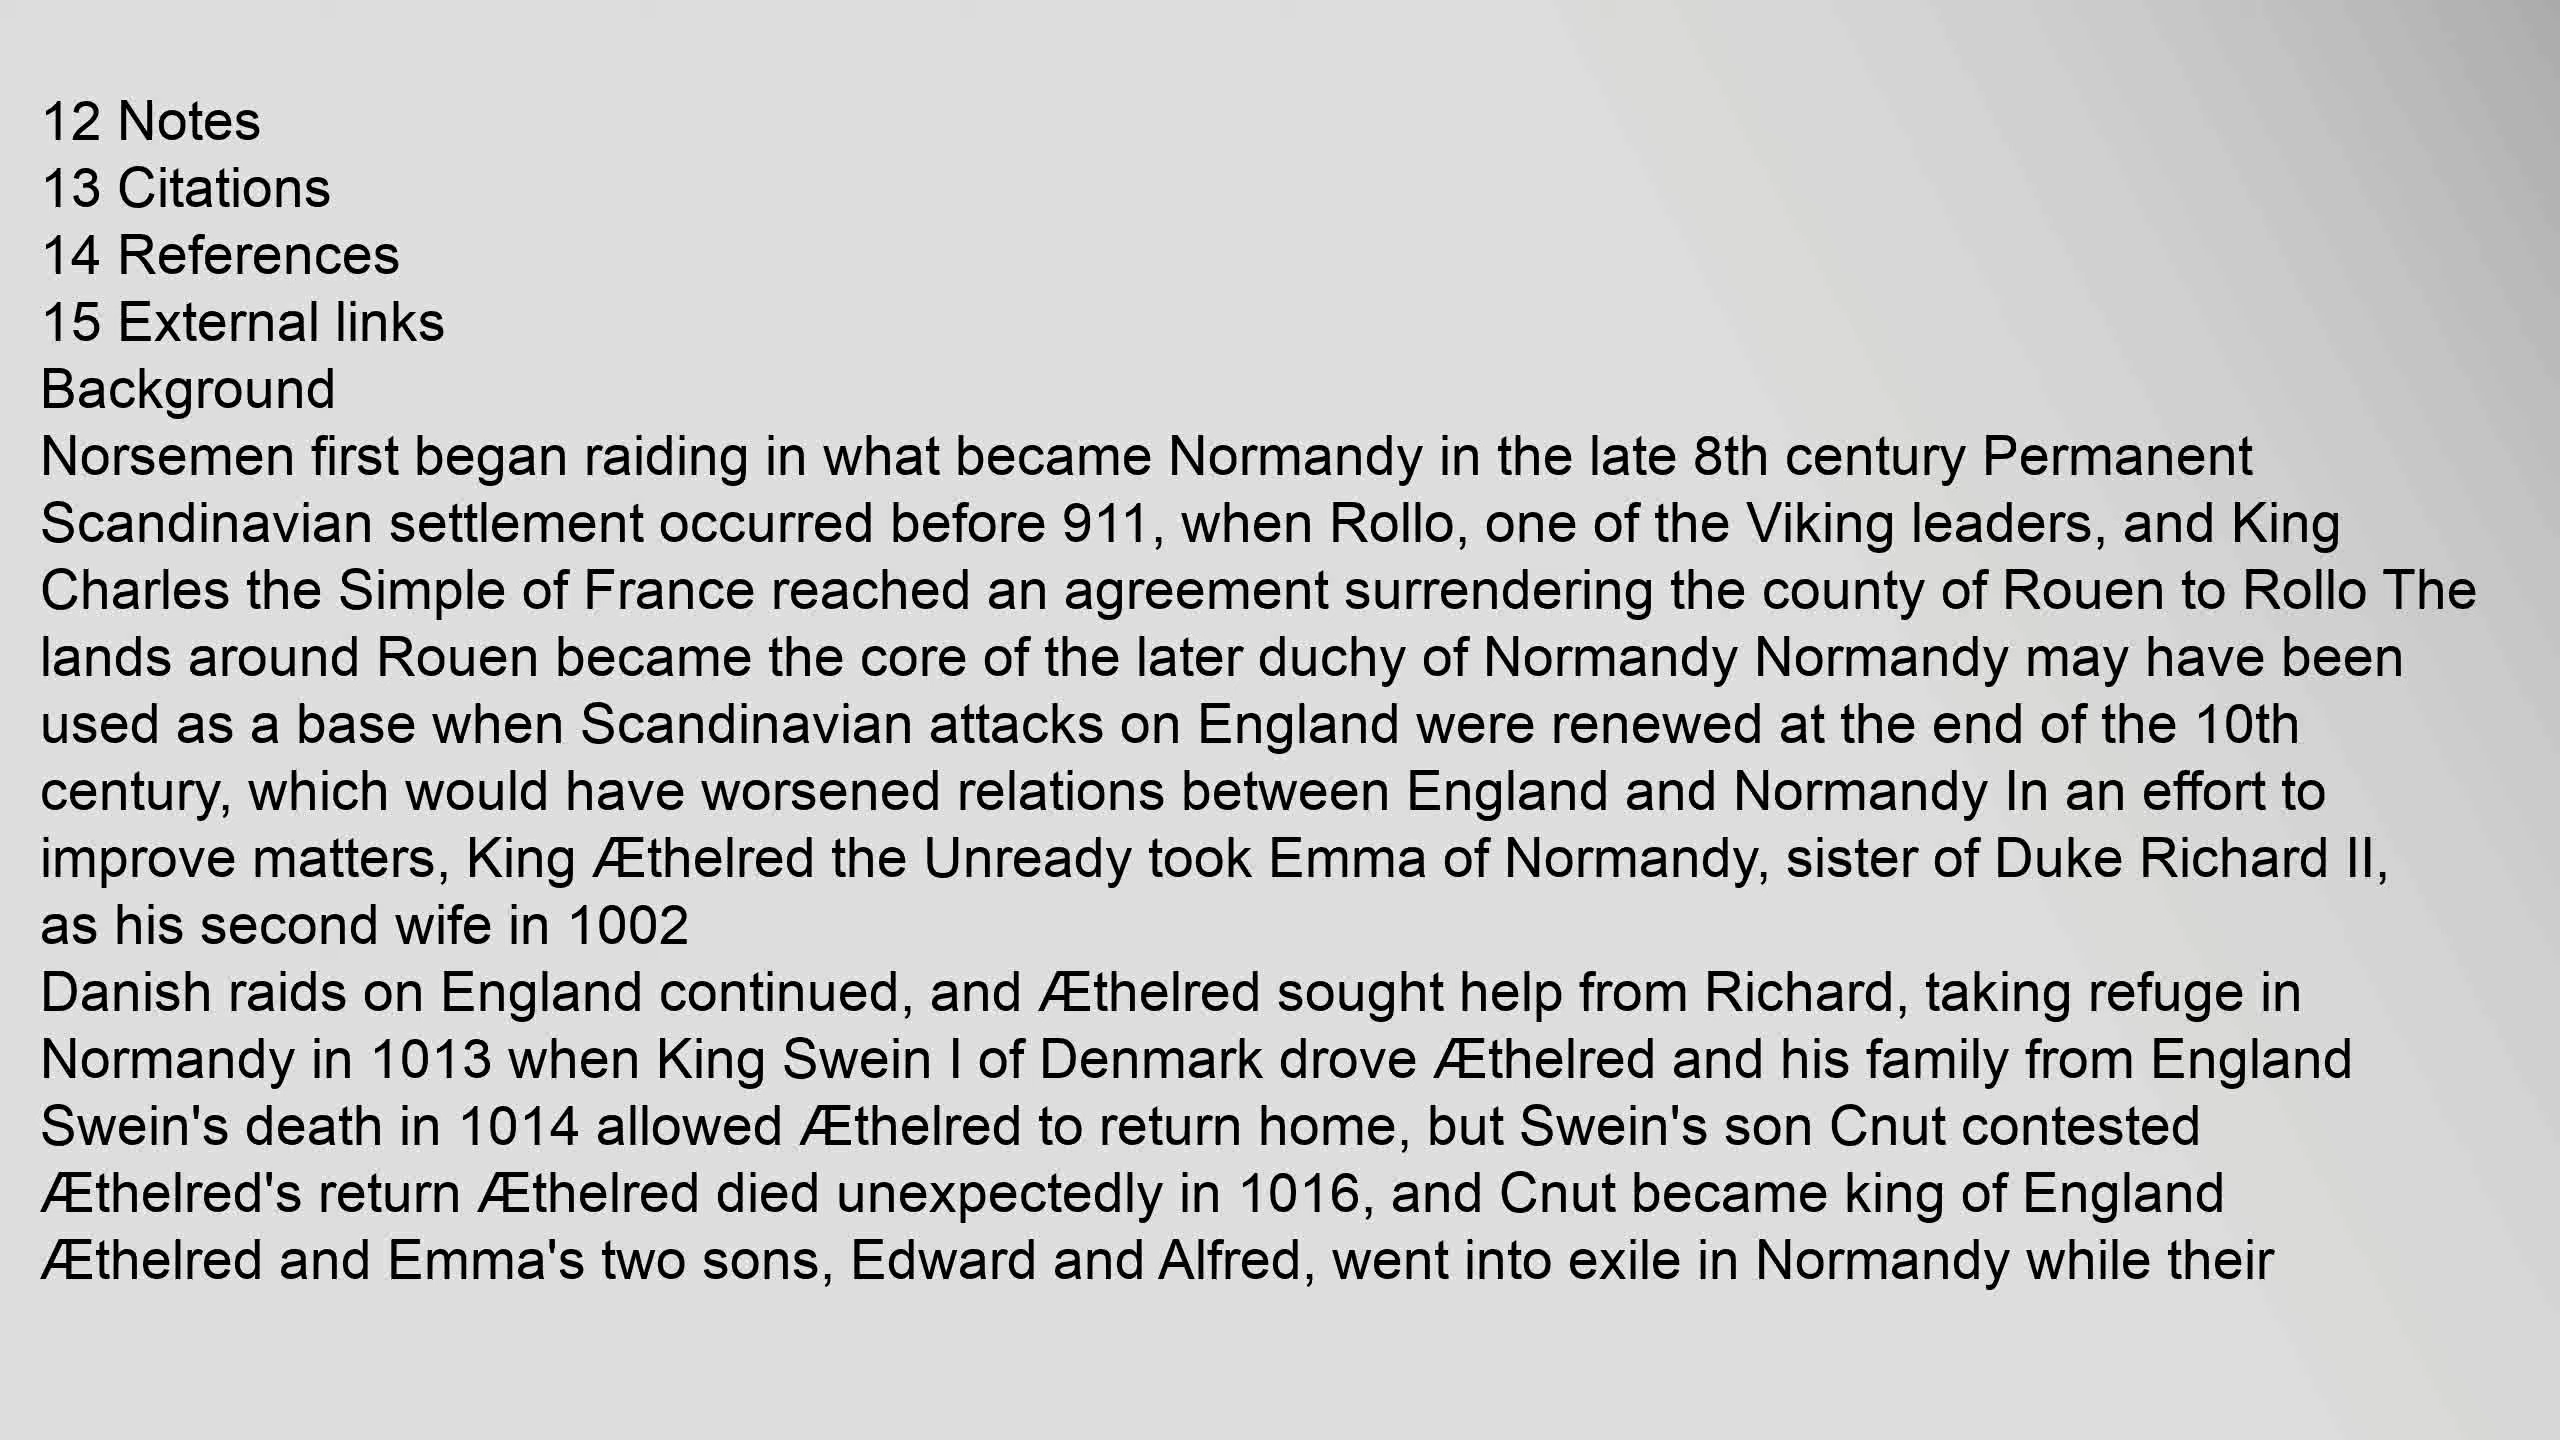 12 Notes
13 Citations
14 References
15 External links
Background
Norsemen first began raiding in what became Normandy in the late 8th century Permanent
Scandinavian settlement occurred before 911, when Rollo, one of the Viking leaders, and King
Charles the Simple of France reached an agreement surrendering the county of Rouen to Rollo The
lands around Rouen became the core of the later duchy of Normandy Normandy may have been
used as a base when Scandinavian attacks on England were renewed at the end of the 10th
century, which would have worsened relations between England and Normandy In an effort to
improve matters, King Æthelred the Unready took Emma of Normandy, sister of Duke Richard II,
as his second wife in 1002
Danish raids on England continued, and Æthelred sought help from Richard, taking refuge in
Normandy in 1013 when King Swein I of Denmark drove Æthelred and his family from England
Swein's death in 1014 allowed Æthelred to return home, but Swein's son Cnut contested
Æthelred's return Æthelred died unexpectedly in 1016, and Cnut became king of England
Æthelred and Emma's two sons, Edward and Alfred, went into exile in Normandy while their